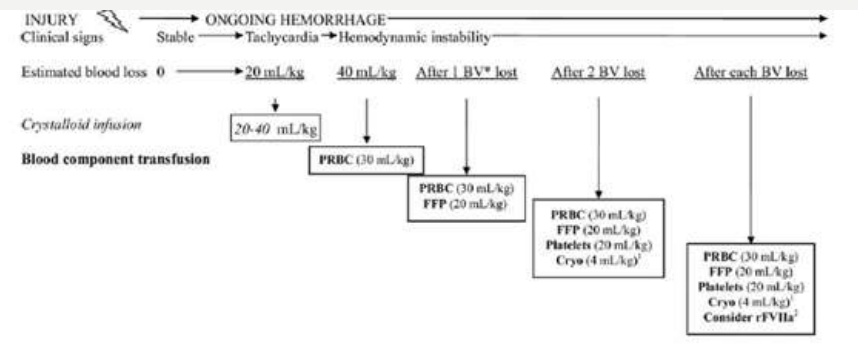 INJURY ONGOING HEMORRHAGE
Clinical signs Stable Tachycardia Hemodynamic instability
Estimated blood loss 0 20 mL/kg 40 mL/kg After 1 BV* lost After 2 BV lost After each BV lost
Crystalloid infusion 20-40 mL/kg
Blood component transfusion PRBC (30 mL/kg)
PRBC (30 mL/kg)
FFP (20 mL/kg)
PRBC (30 mL/kg)
FFP (20 mL/kg)
Platelets (20 mL/kg)
Cryo (4 mL/kg)¹
PRBC (30 mL/kg)
FFP (20 mL/kg)
Platelets (20 mL/kg)
Cryo (4 mL/kg)¹
Consider rFVIIa²